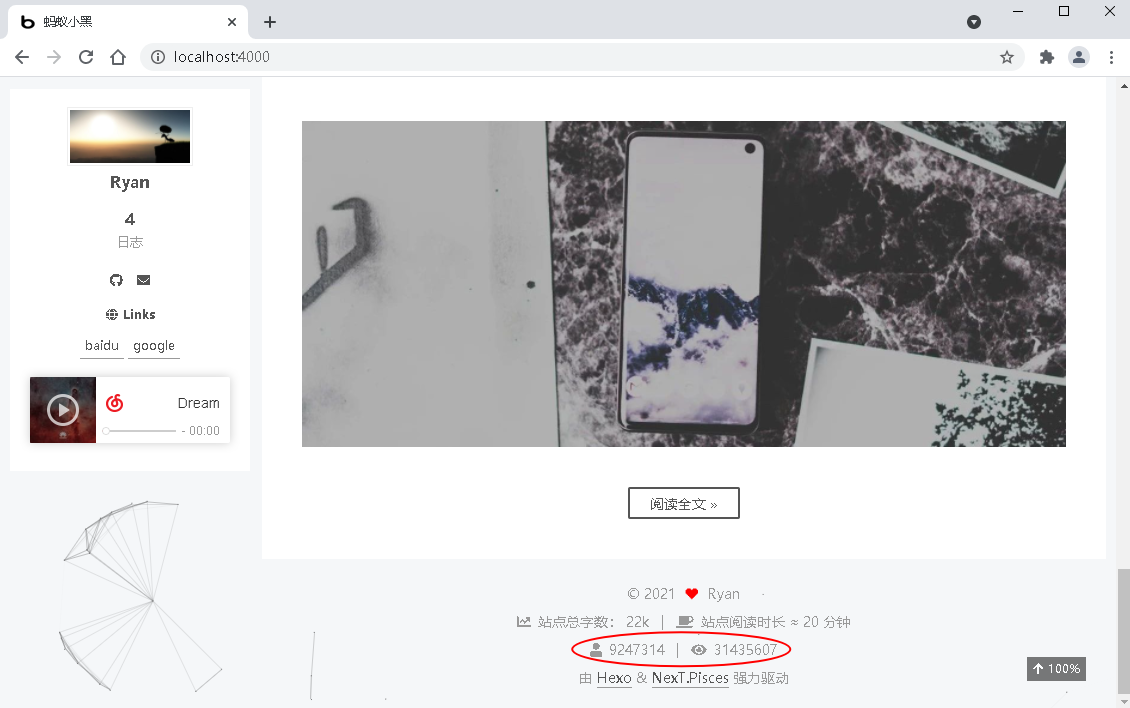 蚂蚁小黑
localhost:4000
Ryan
4
日志
Links
baidu google
Dream
- 00:00
阅读全文 »
© 2021 Ryan
站点总字数： 22k | 站点阅读时长 ≈ 20 分钟
9247314 | 31435607
由 Hexo & NexT.Pisces 强力驱动
100%